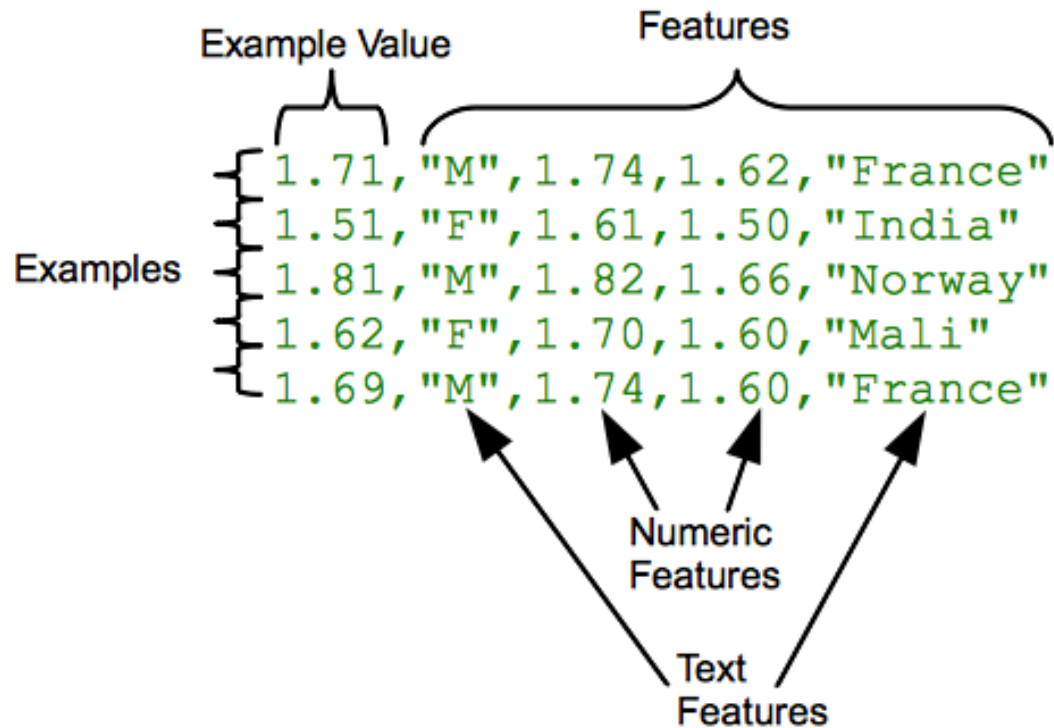 Features
Example Value
1.71,"M",1.74,1.62,"France"
1.51,"F",1.61,1.50,"India"
Examples
1.81,"M",1.82,1.66,"Norway"
1.62,"F",1.70,1.60,"Mali"
1.69,"M",1.74,1.60,"France"
Numeric
Features
Text
Features